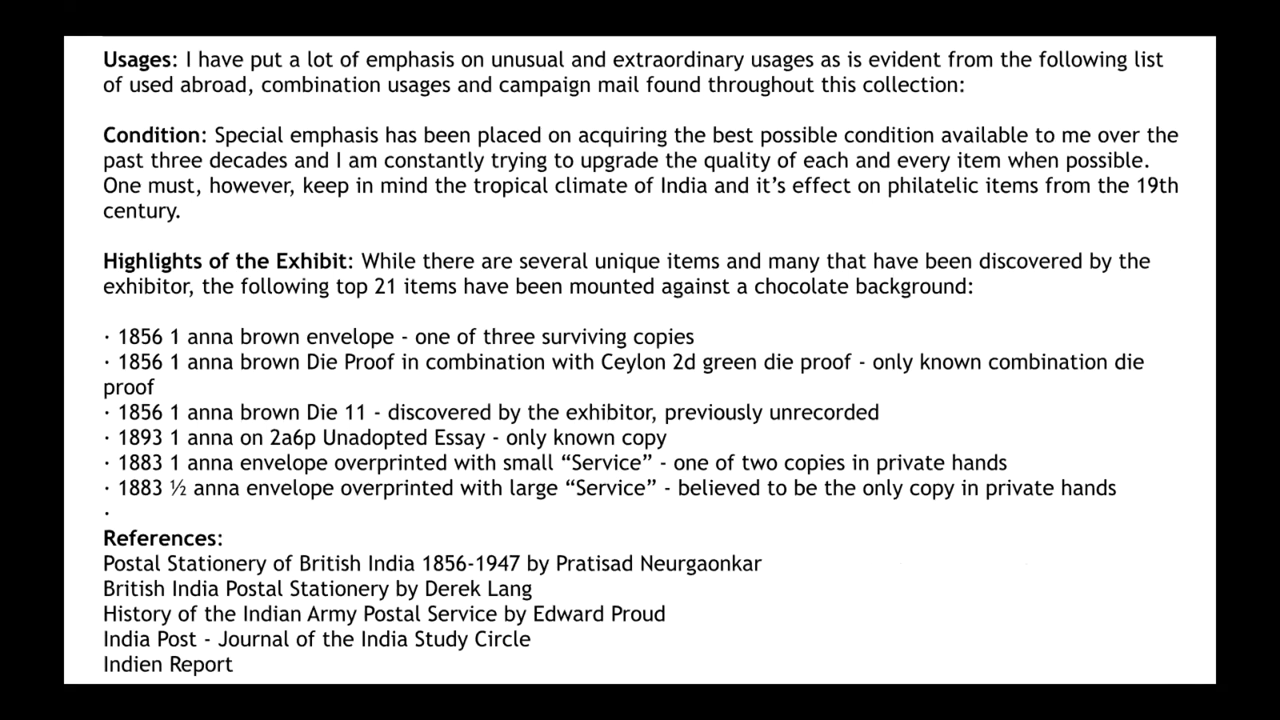 Usages: I have put a lot of emphasis on unusual and extraordinary usages as is evident from the following list
of used abroad, combination usages and campaign mail found throughout this collection:
Condition: Special emphasis has been placed on acquiring the best possible condition available to me over the
past three decades and I am constantly trying to upgrade the quality of each and every item when possible.
One must, however, keep in mind the tropical climate of India and it’s effect on philatelic items from the 19th
century.
Highlights of the Exhibit: While there are several unique items and many that have been discovered by the
exhibitor, the following top 21 items have been mounted against a chocolate background:
· 1856 1 anna brown envelope - one of three surviving copies
· 1856 1 anna brown Die Proof in combination with Ceylon 2d green die proof - only known combination die
proof
· 1856 1 anna brown Die 11 - discovered by the exhibitor, previously unrecorded
· 1893 1 anna on 2a6p Unadopted Essay - only known copy
· 1883 1 anna envelope overprinted with small “Service” - one of two copies in private hands
· 1883 ½ anna envelope overprinted with large “Service” - believed to be the only copy in private hands
·
References:
Postal Stationery of British India 1856-1947 by Pratisad Neurgaonkar
British India Postal Stationery by Derek Lang
History of the Indian Army Postal Service by Edward Proud
India Post - Journal of the India Study Circle
Indien Report